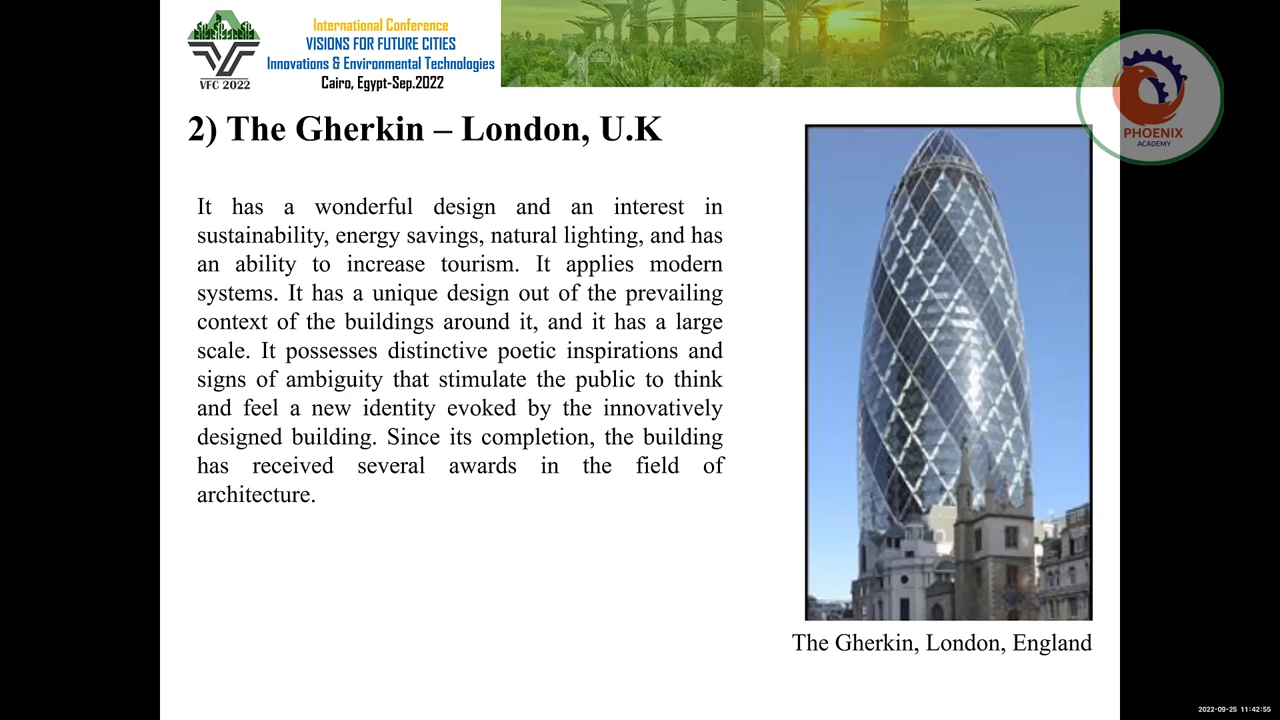 VFC 2022
International Conference
VISIONS FOR FUTURE CITIES
Innovations & Environmental Technologies
Cairo, Egypt-Sep.2022
PHOENIX
ACADEMY
2) The Gherkin – London, U.K
It has a wonderful design and an interest in
sustainability, energy savings, natural lighting, and has
an ability to increase tourism. It applies modern
systems. It has a unique design out of the prevailing
context of the buildings around it, and it has a large
scale. It possesses distinctive poetic inspirations and
signs of ambiguity that stimulate the public to think
and feel a new identity evoked by the innovatively
designed building. Since its completion, the building
has received several awards in the field of
architecture.
The Gherkin, London, England
2022-09-25 11:42:55